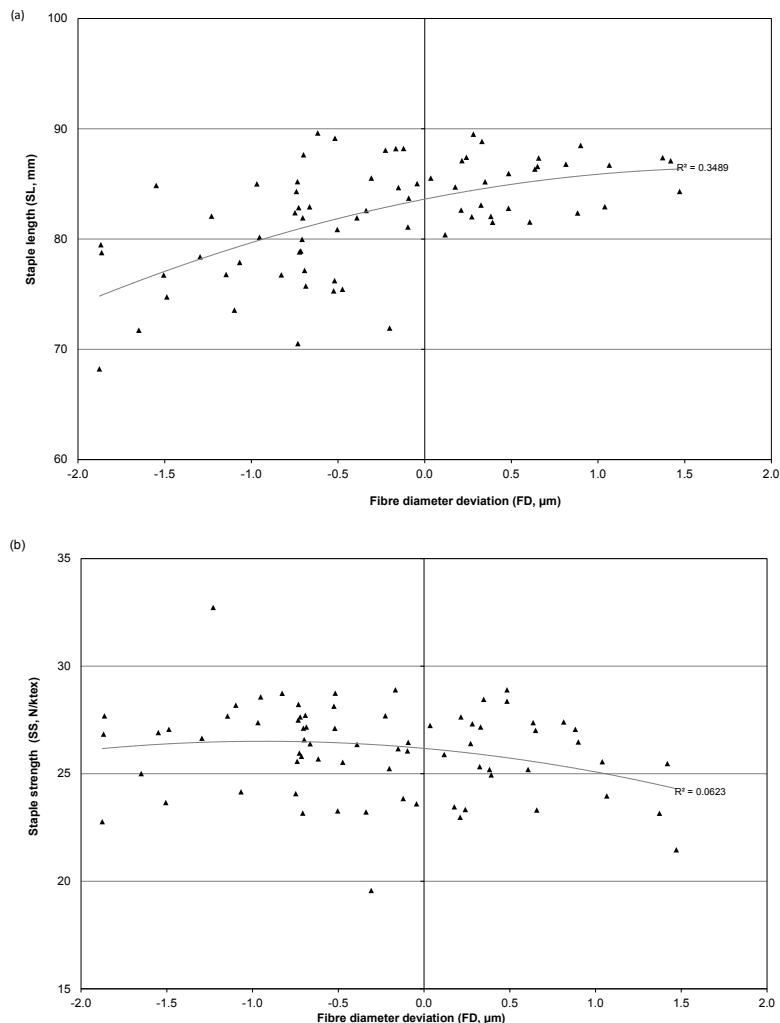 (a)
100
90
80
70
60
Staple length (SL, mm)
R² = 0.3489
-2.0 -1.5 -1.0 -0.5 0.0 0.5 1.0 1.5 2.0
Fibre diameter deviation (FD, µm)
(b)
35
30
25
20
15
Staple strength (SS, N/ktex)
R² = 0.0623
-2.0 -1.5 -1.0 -0.5 0.0 0.5 1.0 1.5 2.0
Fibre diameter deviation (FD, µm)